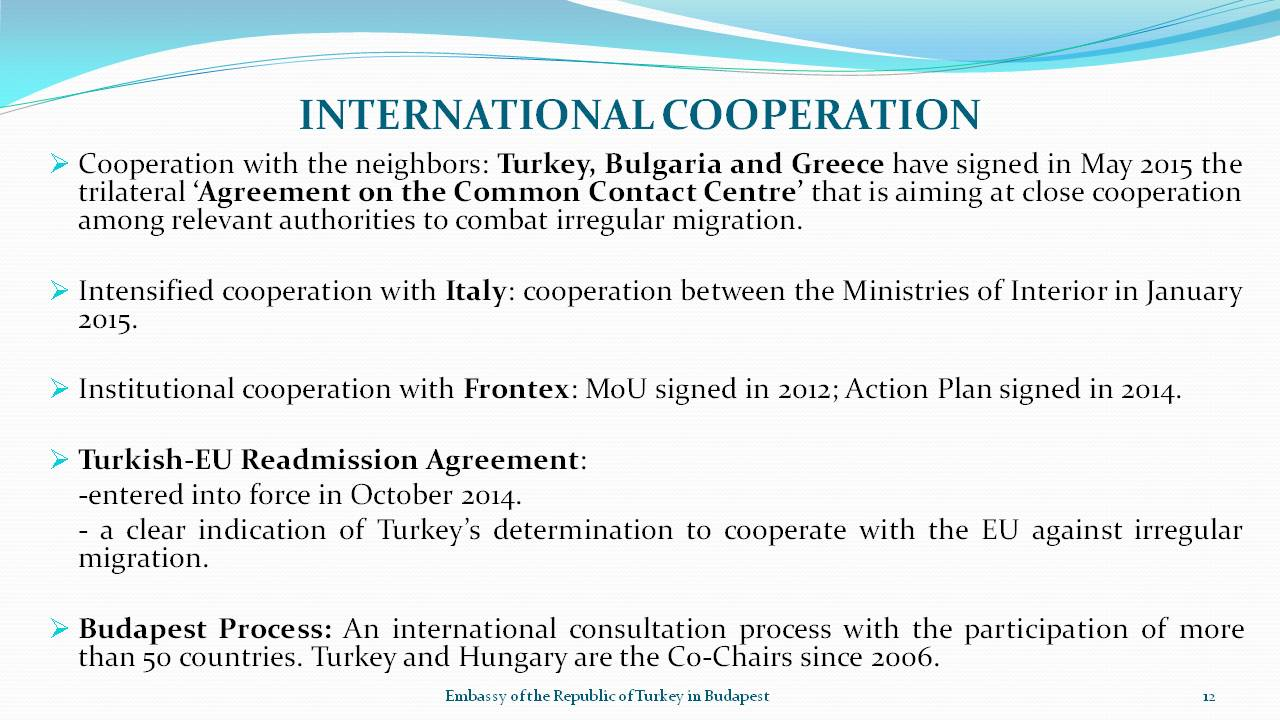 INTERNATIONAL COOPERATION
Cooperation with the neighbors: Turkey, Bulgaria and Greece have signed in May 2015 the
trilateral ‘Agreement on the Common Contact Centre’ that is aiming at close cooperation
among relevant authorities to combat irregular migration.
Intensified cooperation with Italy: cooperation between the Ministries of Interior in January
2015.
Institutional cooperation with Frontex: MoU signed in 2012; Action Plan signed in 2014.
Turkish-EU Readmission Agreement:
-entered into force in October 2014.
- a clear indication of Turkey’s determination to cooperate with the EU against irregular
migration.
Budapest Process: An international consultation process with the participation of more
than 50 countries. Turkey and Hungary are the Co-Chairs since 2006.
Embassy of the Republic of Turkey in Budapest
12